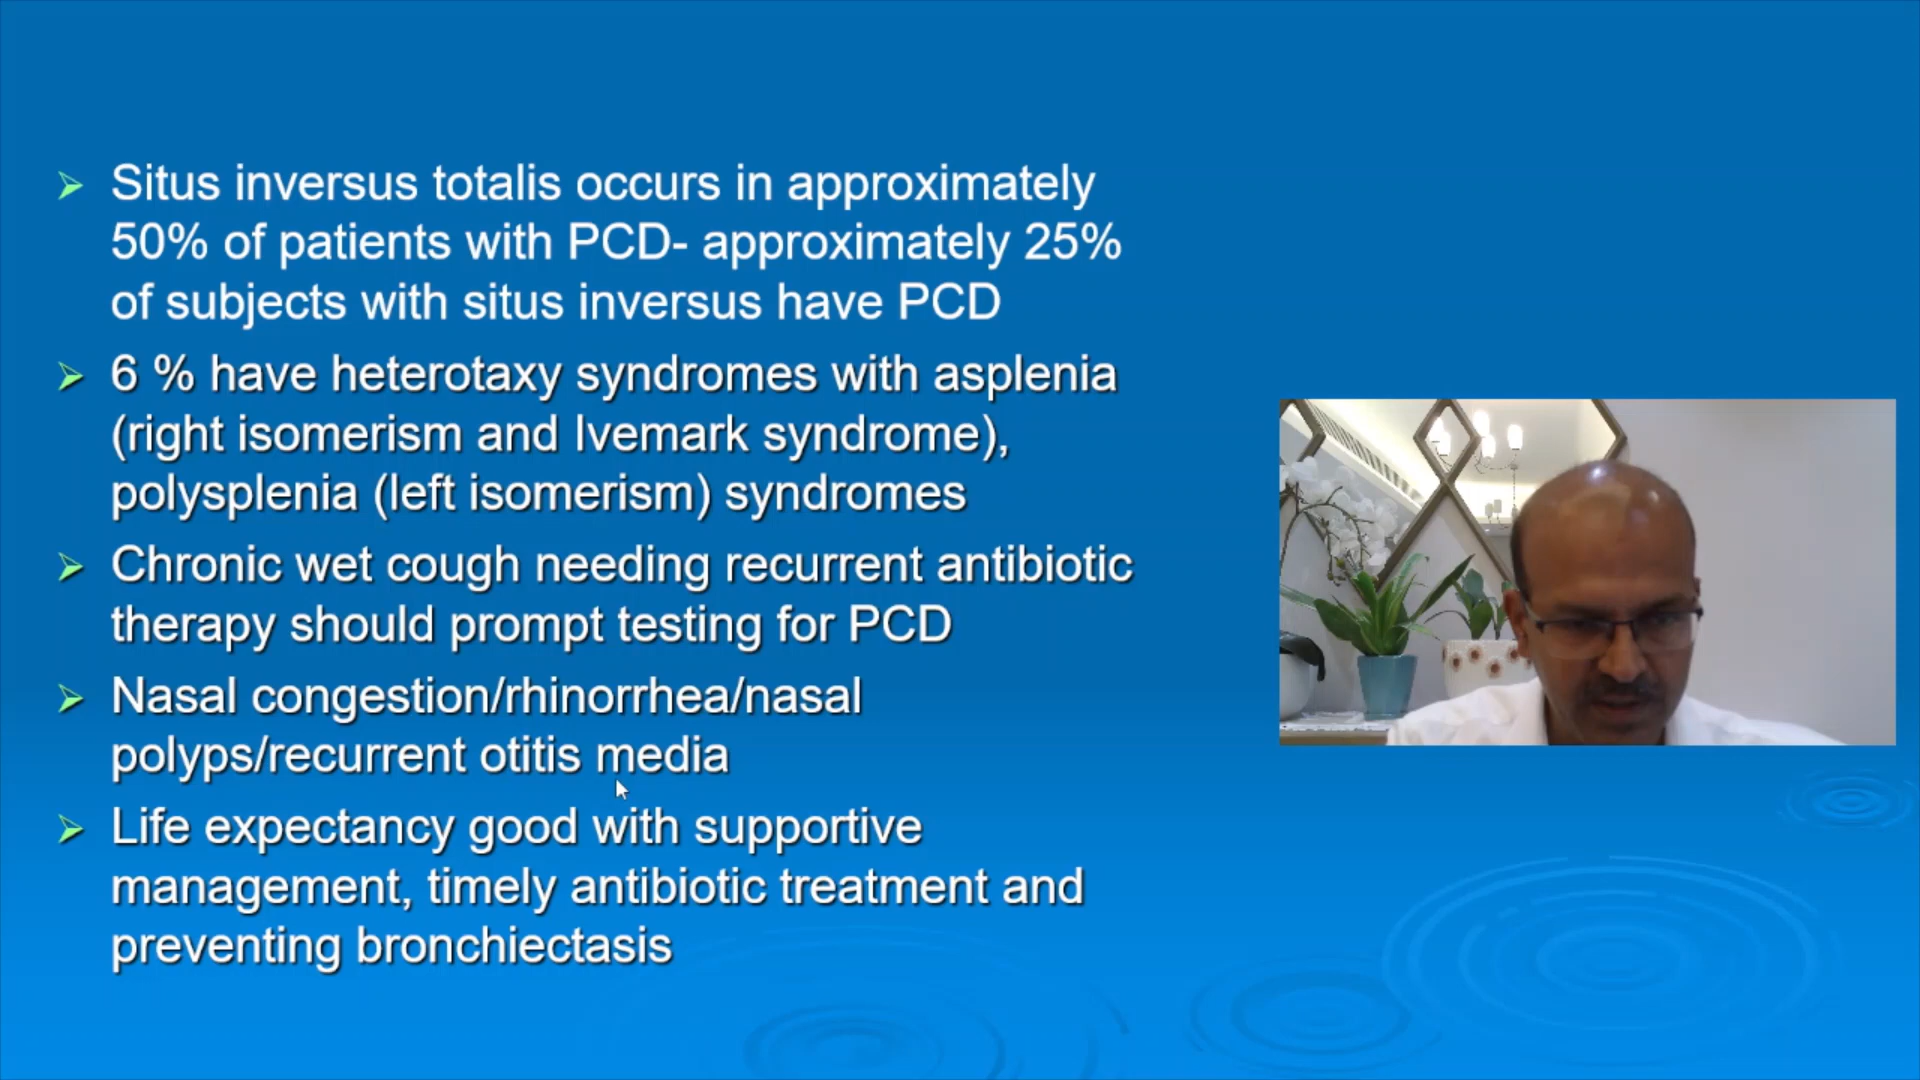 Situs inversus totalis occurs in approximately
50% of patients with PCD- approximately 25%
of subjects with situs inversus have PCD
6 % have heterotaxy syndromes with asplenia
(right isomerism and Ivemark syndrome),
polysplenia (left isomerism) syndromes
Chronic wet cough needing recurrent antibiotic
therapy should prompt testing for PCD
Nasal congestion/rhinorrhea/nasal
polyps/recurrent otitis media
Life expectancy good with supportive
management, timely antibiotic treatment and
preventing bronchiectasis